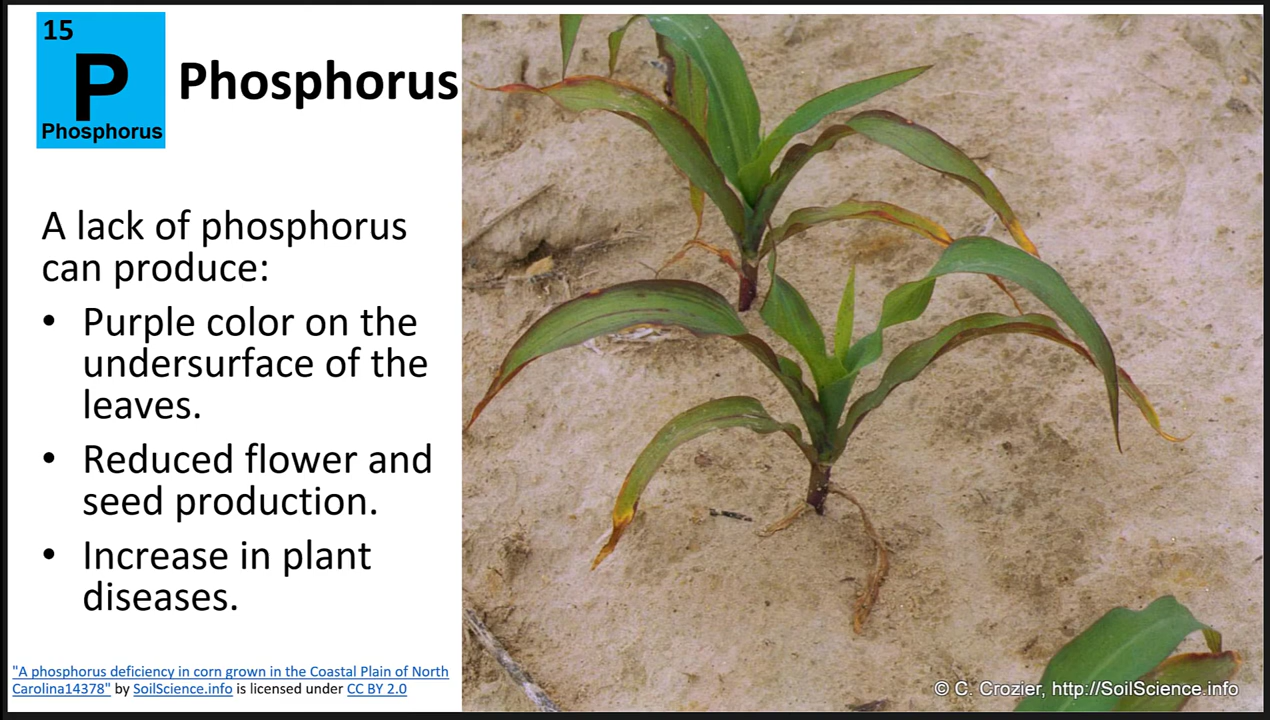 15
P
Phosphorus
Phosphorus
A lack of phosphorus
can produce:
• Purple color on the
undersurface of the
leaves.
• Reduced flower and
seed production.
• Increase in plant
diseases.
"A phosphorus deficiency in corn grown in the Coastal Plain of North
Carolina14378" by SoilScience.info is licensed under CC BY 2.0
© C. Crozier, http://SoilScience.info